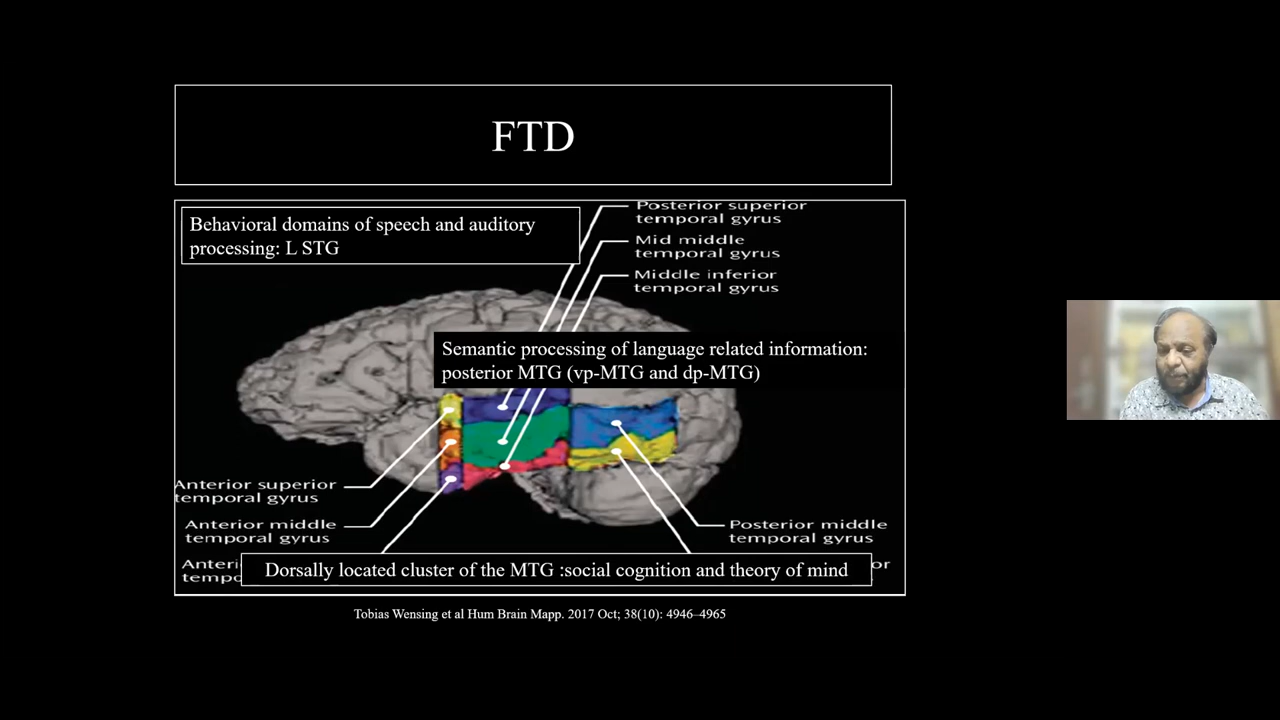 FTD
Behavioral domains of speech and auditory
processing: L STG
Posterior superior
temporal gyrus
Mid middle
temporal gyrus
Middle inferior
temporal gyrus
Semantic processing of language related information:
posterior MTG (vp-MTG and dp-MTG)
Anterior superior
temporal gyrus
Anterior middle
temporal gyrus
Posterior middle
temporal gyrus
Anteri
tempo
or
Dorsally located cluster of the MTG :social cognition and theory of mind
Tobias Wensing et al Hum Brain Mapp. 2017 Oct; 38(10): 4946–4965